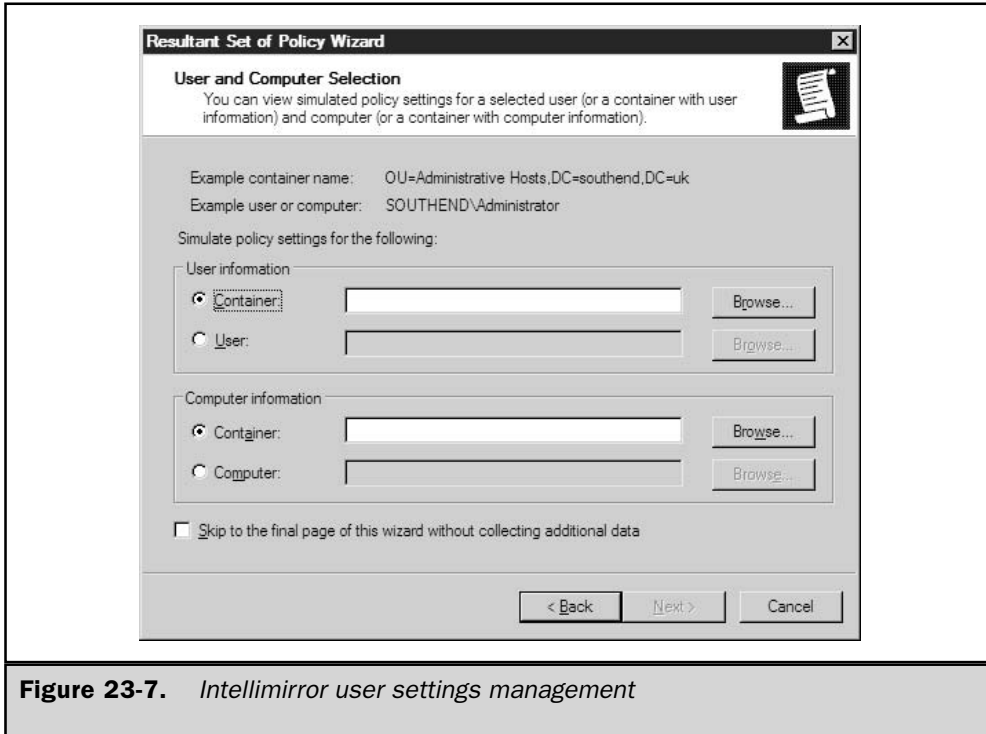 Resultant Set of Policy Wizard
User and Computer Selection
You can view simulated policy settings for a selected user (or a container with user
information) and computer (or a container with computer information).
Example container name: OU=Administrative Hosts,DC=southend,DC=uk
Example user or computer: SOUTHEND\Administrator
Simulate policy settings for the following:
User information
Container: Browse...
User: Browse...
Computer information
Container: Browse...
Computer: Browse...
Skip to the final page of this wizard without collecting additional data
< Back Next > Cancel
Figure 23-7. Intellimirror user settings management